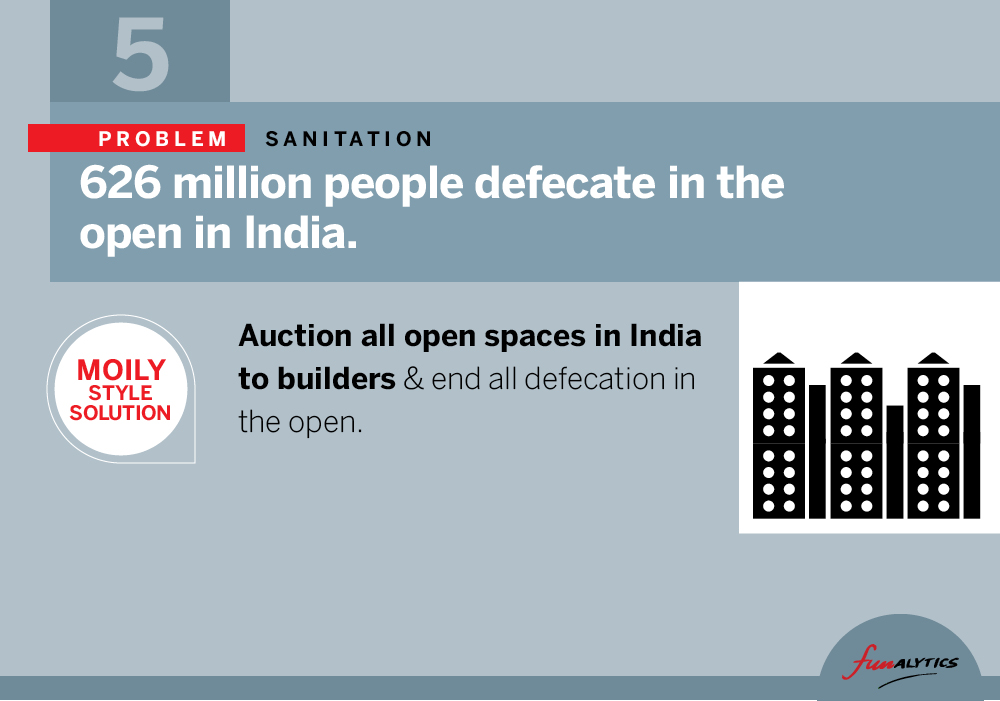 5
PROBLEM SANITATION
626 million people defecate in the
open in India.
MOILY
STYLE
SOLUTION
Auction all open spaces in India
to builders & end all defecation in
the open.
funALYTICS